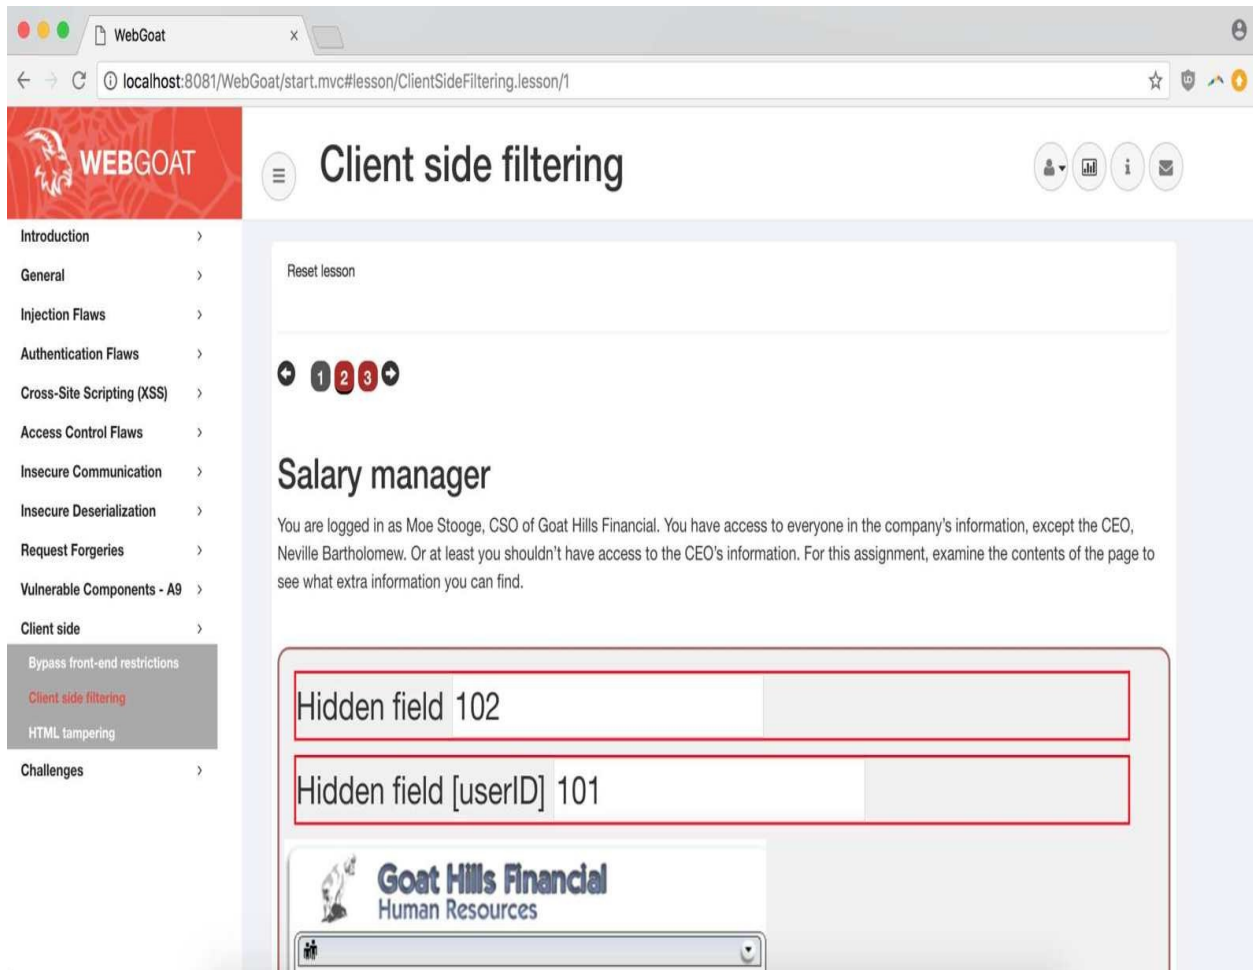 WebGoat
localhost:8081/WebGoat/start.mvc#lesson/ClientSideFiltering.lesson/1
WEBGOAT
Client side filtering
Introduction
General
Injection Flaws
Authentication Flaws
Cross-Site Scripting (XSS)
Access Control Flaws
Insecure Communication
Insecure Deserialization
Request Forgeries
Vulnerable Components - A9
Client side
Bypass front-end restrictions
Client side filtering
HTML tampering
Challenges
Reset lesson
1 2 3
Salary manager
You are logged in as Moe Stooge, CSO of Goat Hills Financial. You have access to everyone in the company's information, except the CEO,
Neville Bartholomew. Or at least you shouldn't have access to the CEO's information. For this assignment, examine the contents of the page to
see what extra information you can find.
Hidden field 102
Hidden field [userID] 101
Goat Hills Financial
Human Resources